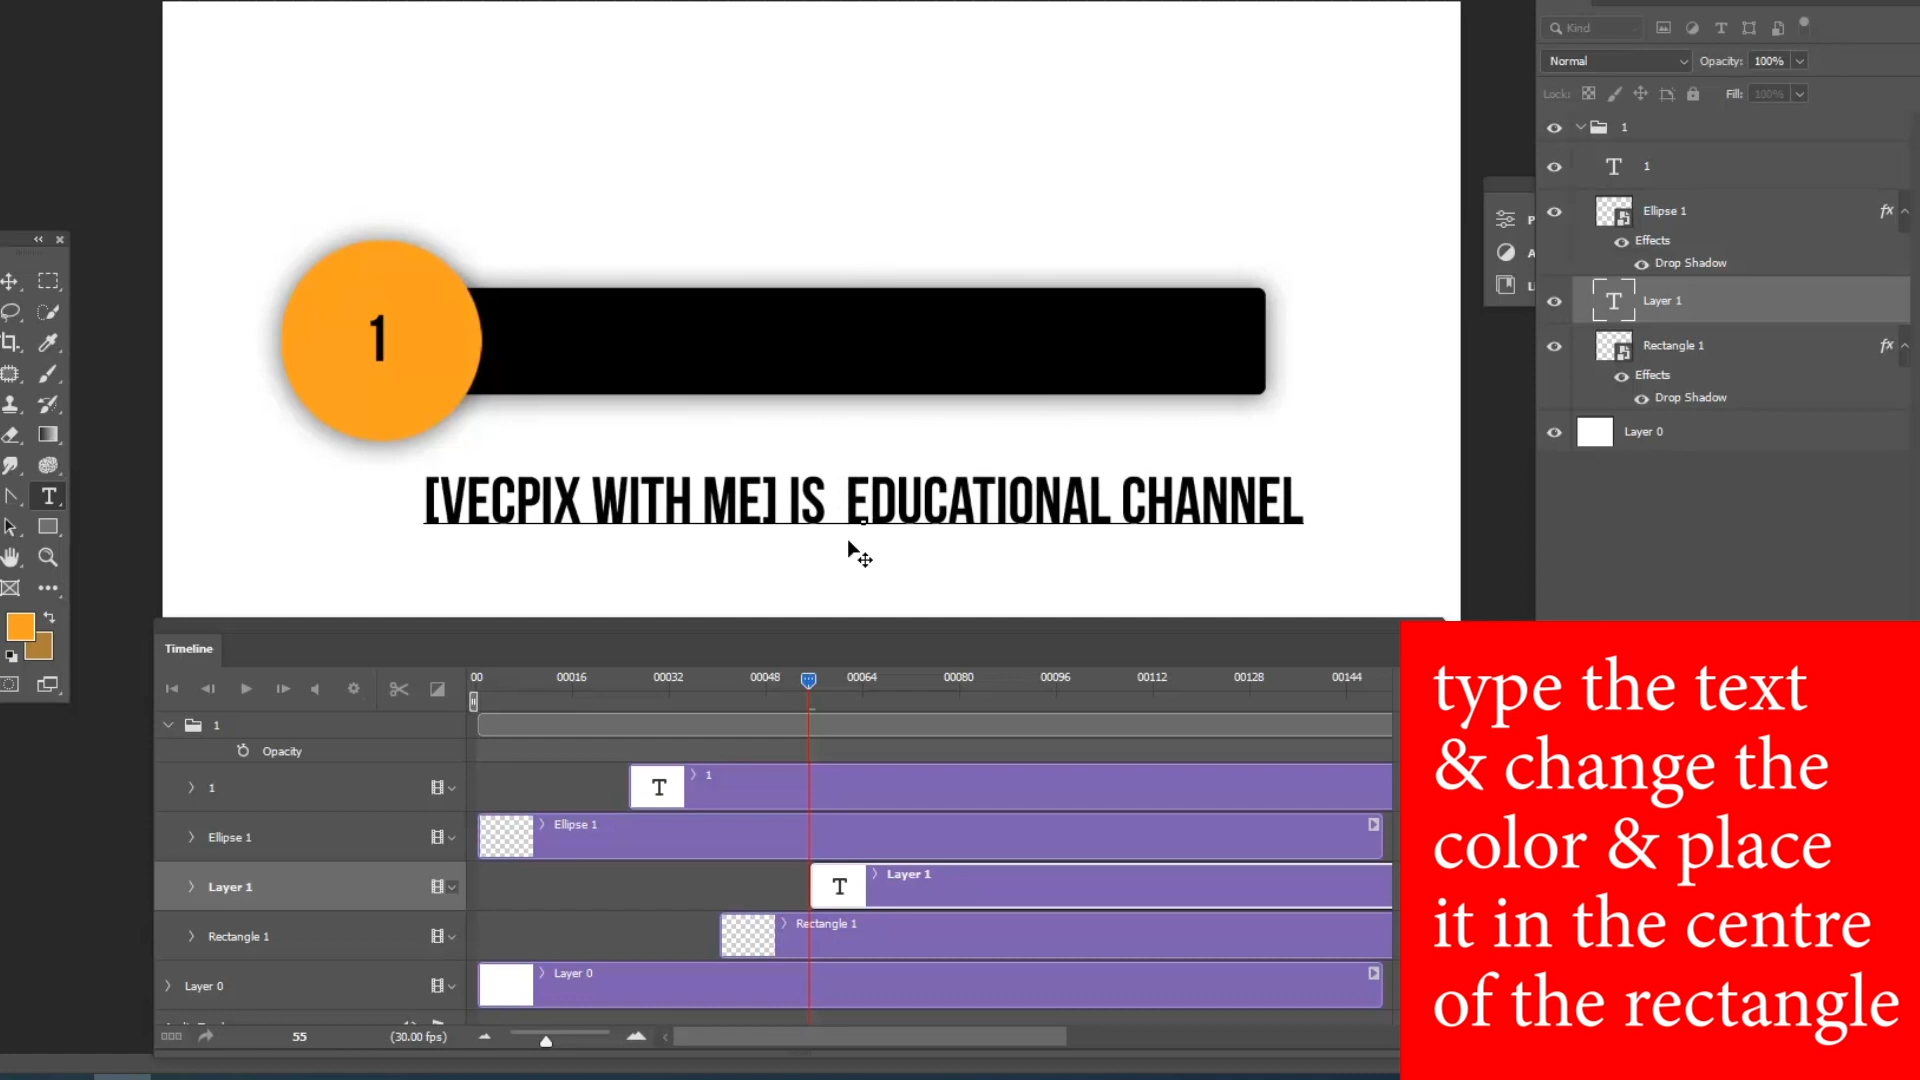 Kind
Normal
Opacity: 100%
Lock:
Fill: 100%
1
1
Ellipse 1
fx
Effects
Drop Shadow
Layer 1
Rectangle 1
fx
Effects
Drop Shadow
Layer 0
P
A
1
[VECPIX WITH ME] IS  EDUCATIONAL CHANNEL
Timeline
00 00016 00032 00048 00064 00080 00096 00112 00128 00144
1
Opacity
1
T 1
Ellipse 1
Ellipse 1
Layer 1
T Layer 1
Rectangle 1
Rectangle 1
Layer 0
Layer 0
55
(30.00 fps)
type the text
& change the
color & place
it in the centre
of the rectangle